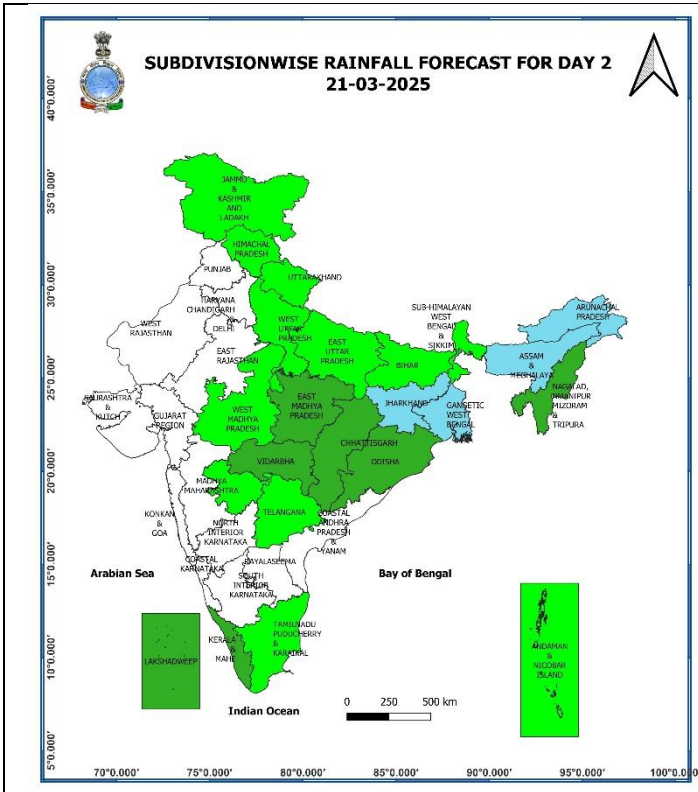 SUBDIVISIONWISE RAINFALL FORECAST FOR DAY 2
21-03-2025
40°0.000'
35°0.000'
30°0.000'
25°0.000'
20°0.000'
15°0.000'
10°0.000'
5°0.000'
JAMMU
&
KASHMIR
AND
LADAKH
HIMACHAL
PRADESH
PUNJAB
UTTARAKHAND
HARYANA
CHANDIGARH
DELHI
WEST
RAJASTHAN
WEST
UTTAR
PRADESH
EAST
RAJASTHAN
EAST
UTTAR
PRADESH
BIHAR
SUB-HIMALAYAN
WEST
BENGAL
&
SIKKIM
ARUNACHAL
PRADESH
ASSAM
&
MEGHALAYA
NAGALAD,
MANIPUR
MIZORAM
&
TRIPURA
SAURASHTRA
&
KUTCH
GUJARAT
REGION
WEST
MADHYA
PRADESH
EAST
MADHYA
PRADESH
JHARKHAND
GANGETIC
WEST
BENGAL
CHHATTISGARH
VIDARBHA
ODISHA
MADHYA
MAHARASHTRA
TELANGANA
KONKAN
&
GOA
NORTH
INTERIOR
KARNATAKA
COASTAL
ANDHRA
PRADESH
&
YANAM
COASTAL
KARNATAKA
RAYALASEEMA
SOUTH
INTERIOR
KARNATAKA
Arabian Sea
Bay of Bengal
TAMILNADU
PUDUCHERRY
&
KARAIKAL
KERALA
&
MAHE
LAKSHADWEEP
ANDAMAN
&
NICOBAR
ISLAND
Indian Ocean
0 250 500 km
70°0.000' 75°0.000' 80°0.000' 85°0.000' 90°0.000' 95°0.000' 100°0.0